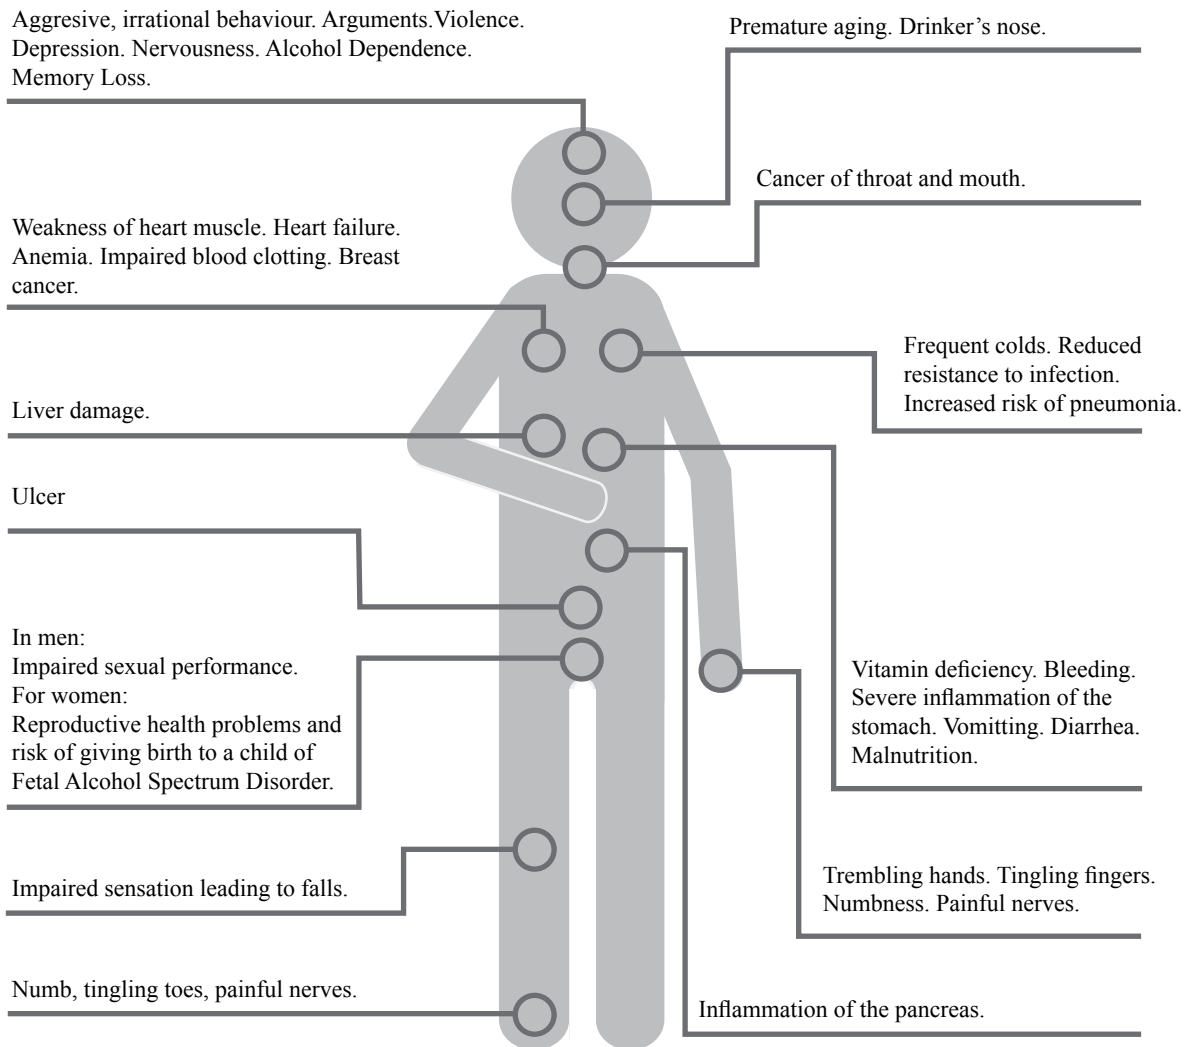 Aggresive, irrational behaviour. Arguments.Violence.
Depression. Nervousness. Alcohol Dependence.
Memory Loss.
Premature aging. Drinker’s nose.
Cancer of throat and mouth.
Weakness of heart muscle. Heart failure.
Anemia. Impaired blood clotting. Breast
cancer.
Frequent colds. Reduced
resistance to infection.
Increased risk of pneumonia.
Liver damage.
Ulcer
In men:
Impaired sexual performance.
For women:
Reproductive health problems and
risk of giving birth to a child of
Fetal Alcohol Spectrum Disorder.
Vitamin deficiency. Bleeding.
Severe inflammation of the
stomach. Vomitting. Diarrhea.
Malnutrition.
Impaired sensation leading to falls.
Trembling hands. Tingling fingers.
Numbness. Painful nerves.
Numb, tingling toes, painful nerves.
Inflammation of the pancreas.